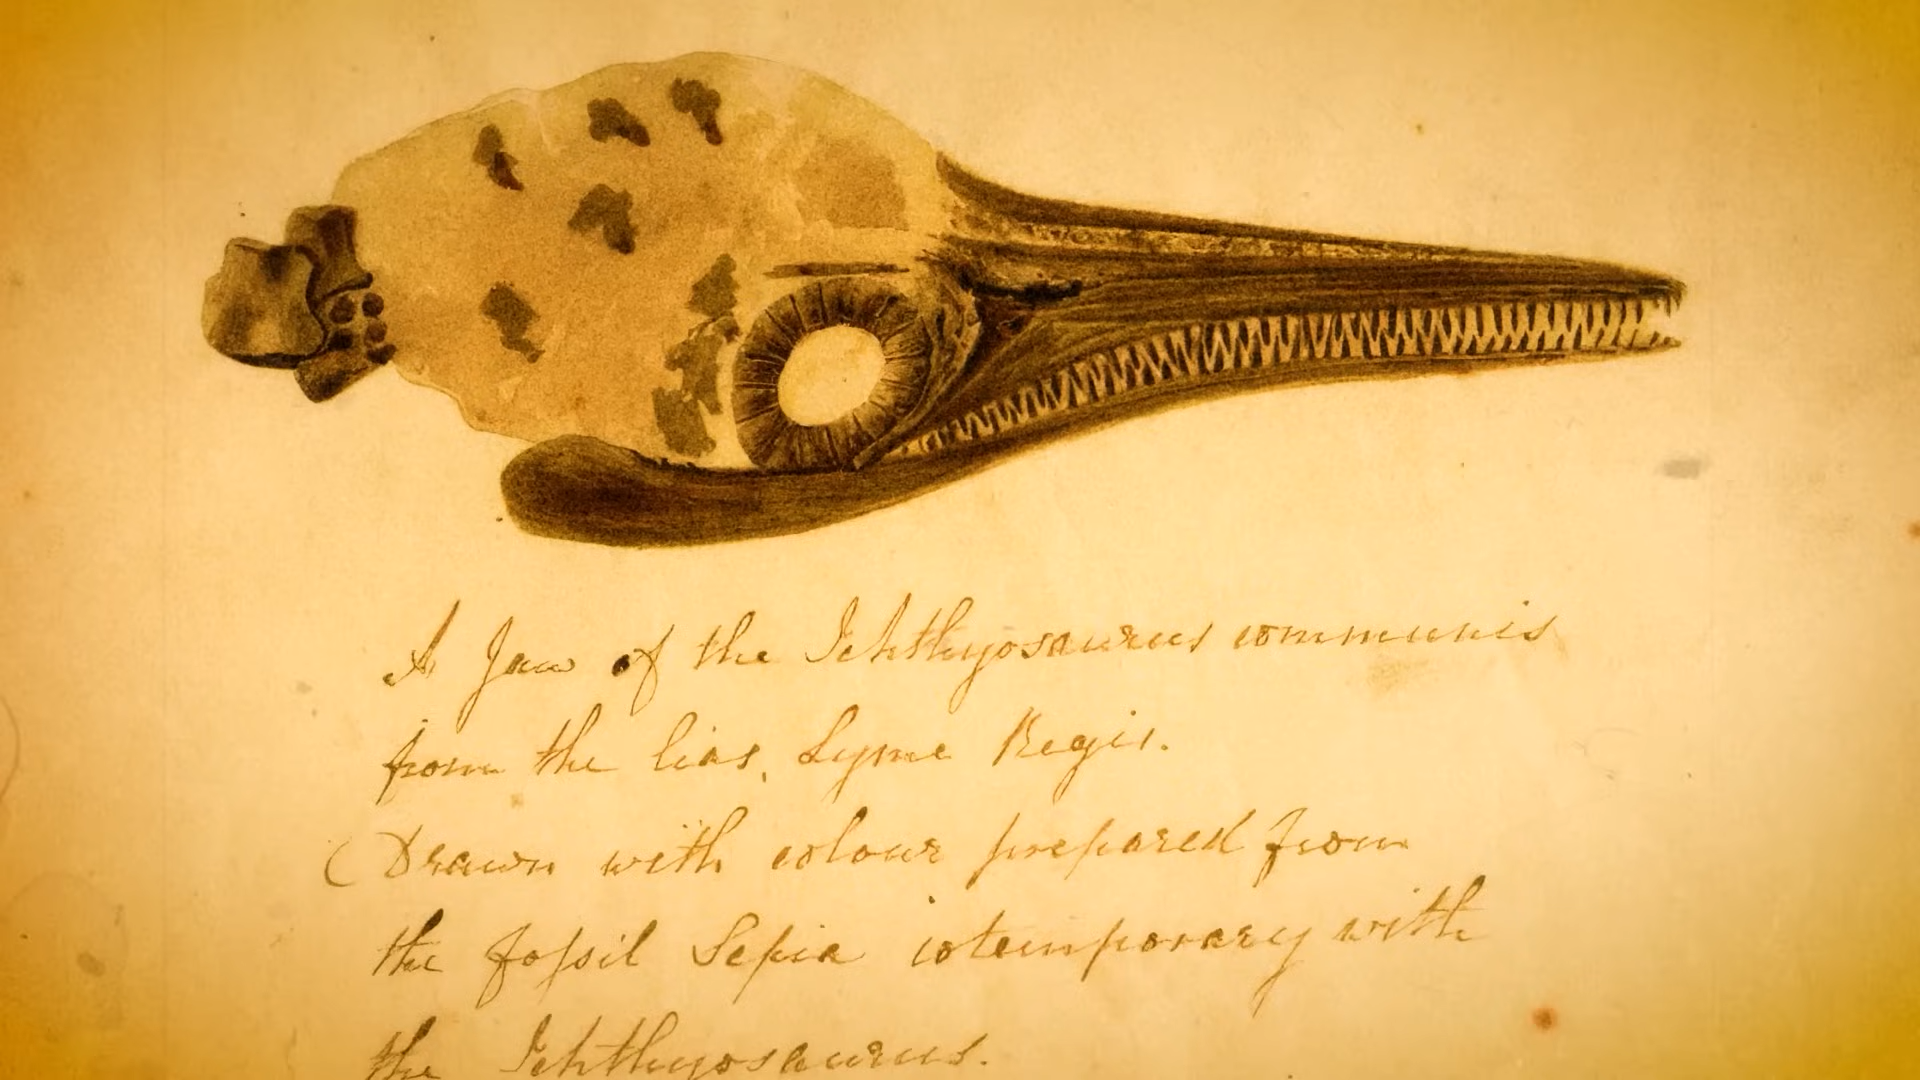 A Jaw of the Ichthyosaurus communis
from the lias, Lyme Regis.
(Drawn with colour prepared from
the fossil Sepia cotemporary with
the Ichthyosaurus.